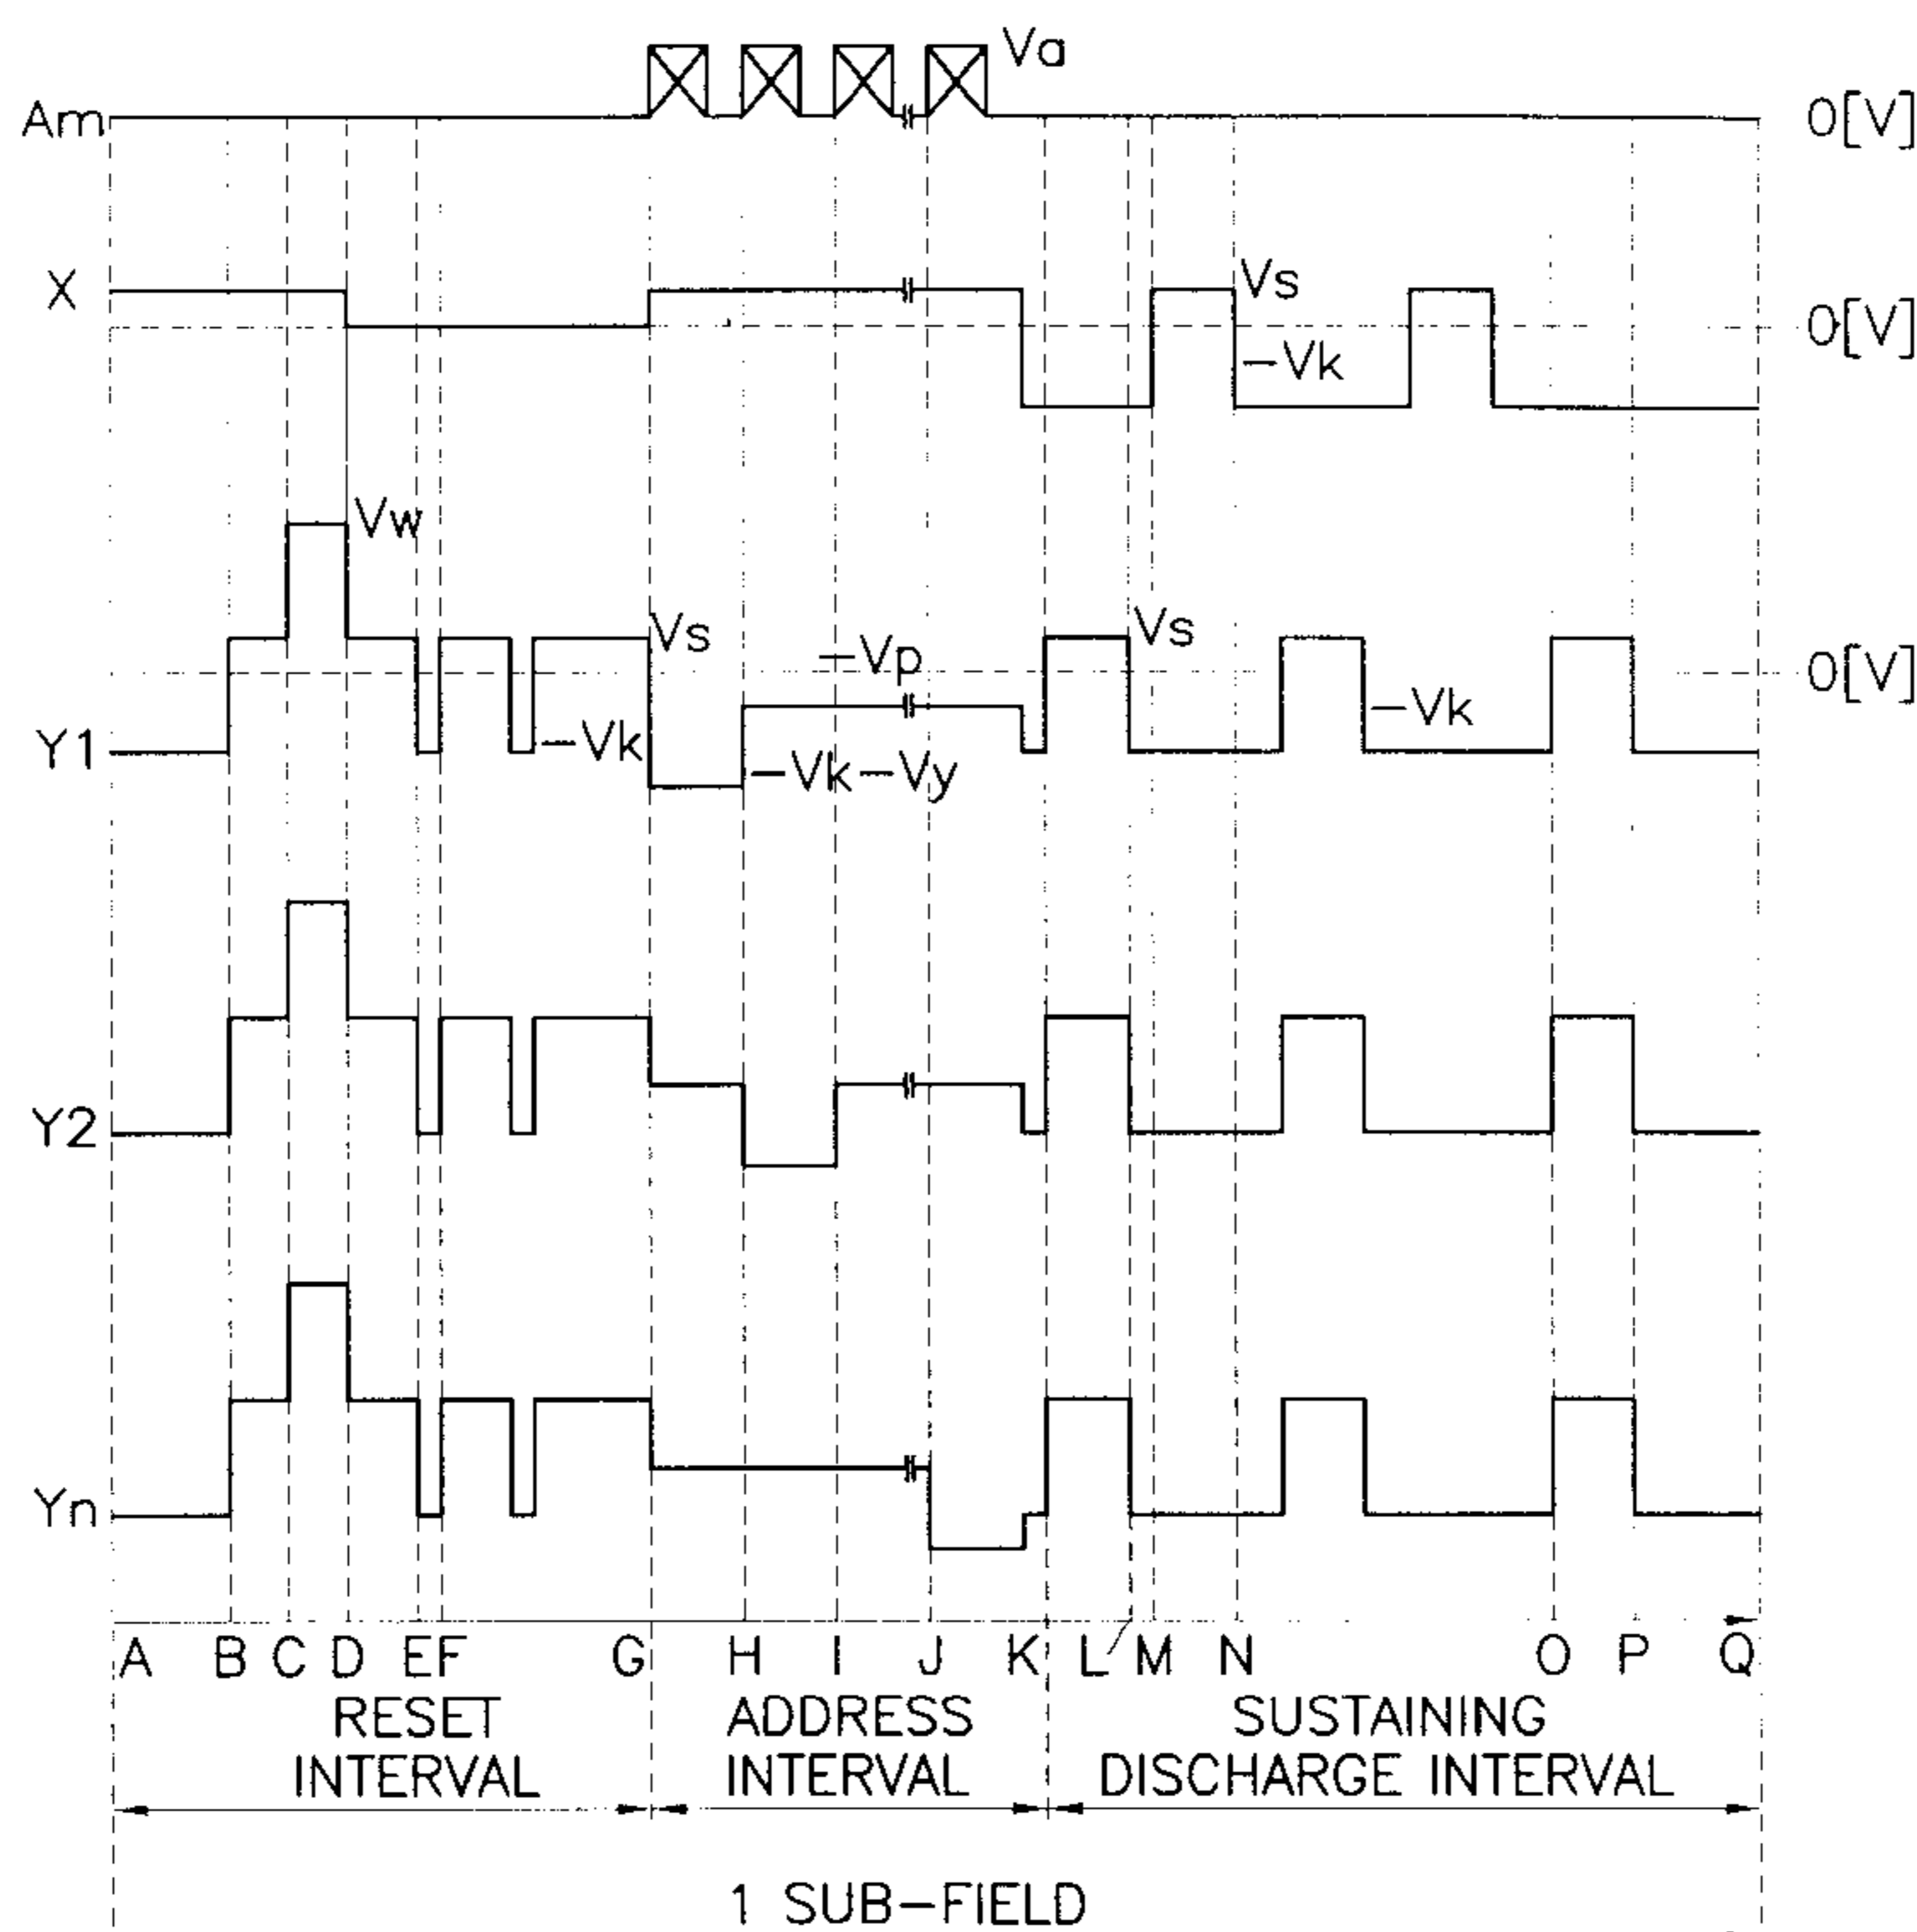 Va
Am
0[V]
X
Vs
0[V]
-Vk
Vw
Vs
-Vp
Vs
0[V]
Y1
-Vk
-Vk
-Vk-Vy
Y2
Yn
A B C D E F G H I J K L M N O P Q
RESET INTERVAL
ADDRESS INTERVAL
SUSTAINING DISCHARGE INTERVAL
1 SUB-FIELD